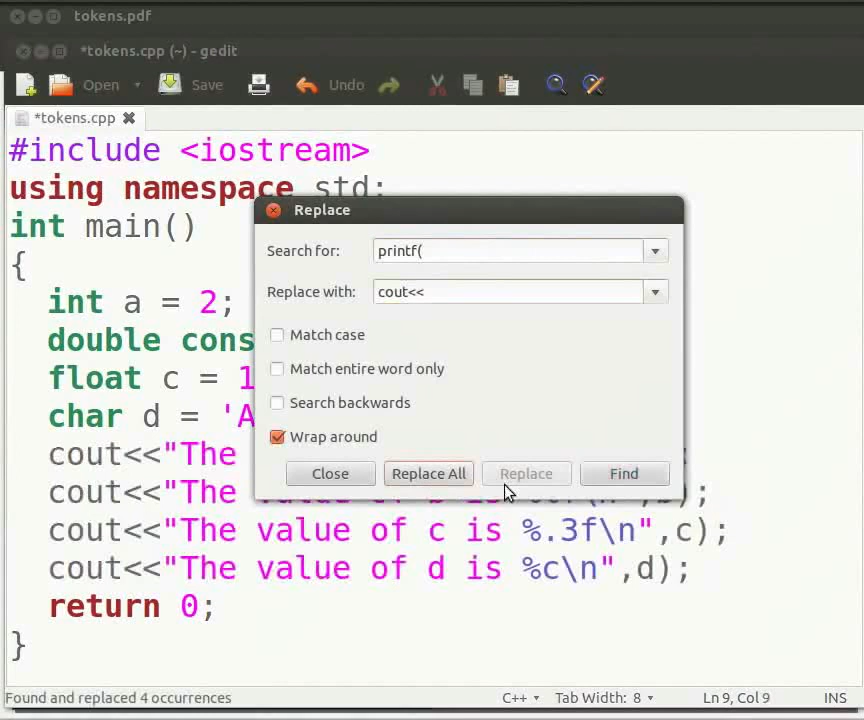 tokens.pdf
*tokens.cpp (~) - gedit
Open Save Undo
*tokens.cpp
#include <iostream>
using namespace std;
int main()
{
int a = 2;
double cons
float c = 1
char d = 'A
cout<<"The
cout<<"The value of b is
cout<<"The value of c is %.3f\n",c);
cout<<"The value of d is %c\n",d);
return 0;
}
Replace
Search for: printf(
Replace with: cout<<
Match case
Match entire word only
Search backwards
Wrap around
Close Replace All Replace Find
Found and replaced 4 occurrences C++ Tab Width: 8 Ln 9, Col 9 INS